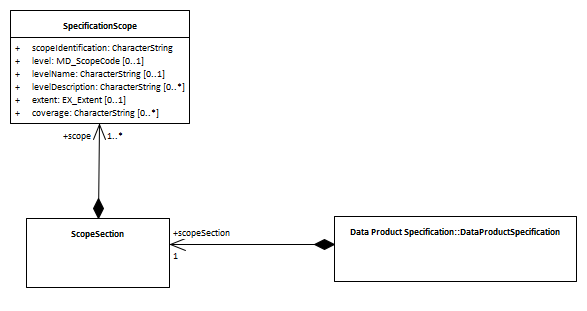 SpecificationScope
+ scopeIdentification: CharacterString
+ level: MD_ScopeCode [0..1]
+ levelName: CharacterString [0..1]
+ levelDescription: CharacterString [0..*]
+ extent: EX_Extent [0..1]
+ coverage: CharacterString [0..*]
+scope 1..*
ScopeSection
+scopeSection
1
Data Product Specification::DataProductSpecification